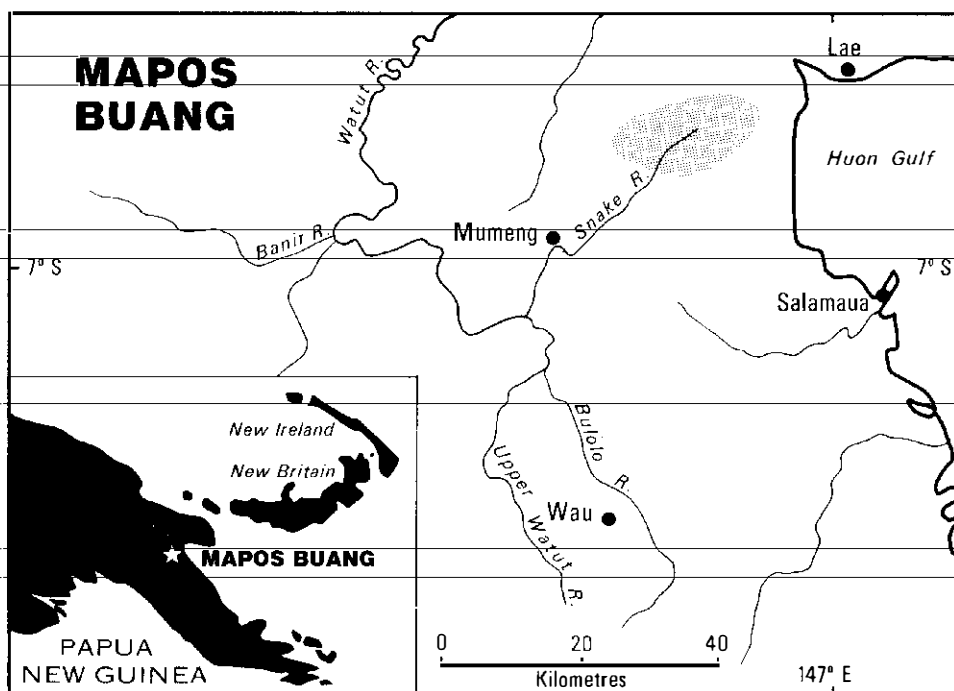 MAPOS
BUANG
Watut R.
Lae
Huon Gulf
Snake R.
Banir R.
Mumeng
7° S
7° S
Salamaua
Bulolo R.
Upper Watut R.
Wau
New Ireland
New Britain
MAPOS BUANG
PAPUA
NEW GUINEA
0 20 40
Kilometres
147° E